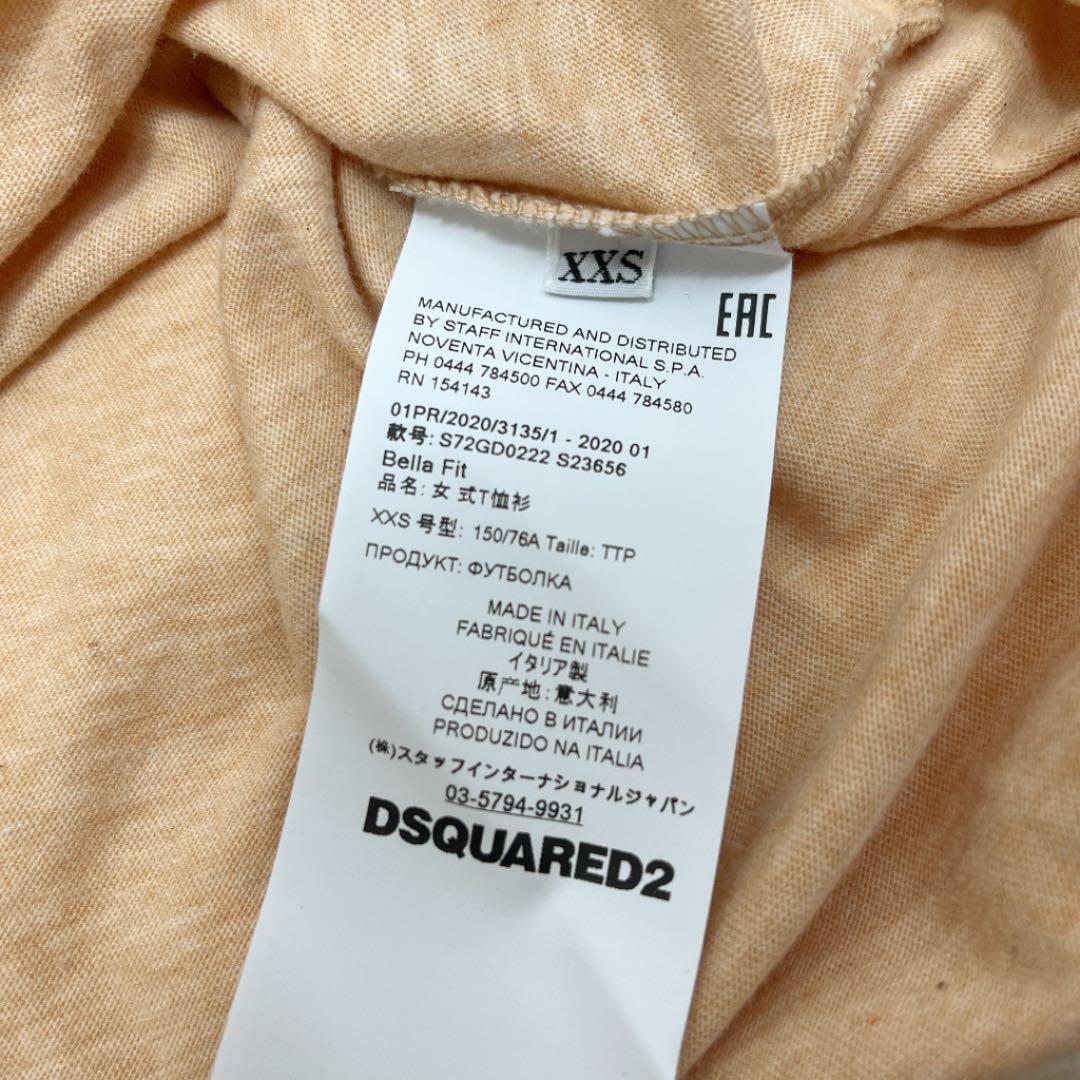 XXS
EAC
MANUFACTURED AND DISTRIBUTED
BY STAFF INTERNATIONAL S.P.A.
NOVENTA VICENTINA - ITALY
PH 0444 784500 FAX 0444 784580
RN 154143
01PR/2020/3135/1 - 2020 01
款号: S72GD0222 S23656
Bella Fit
品名: 女 式T恤衫
XXS 号型: 150/76A Taille: TTP
ПРОДУКТ: ФУТБОЛКА
MADE IN ITALY
FABRIQUÉ EN ITALIE
イタリア製
原产地: 意大利
СДЕЛАНО В ИТАЛИИ
PRODUZIDO NA ITALIA
(株)スタッフインターナショナルジャパン
03-5794-9931
DSQUARED2